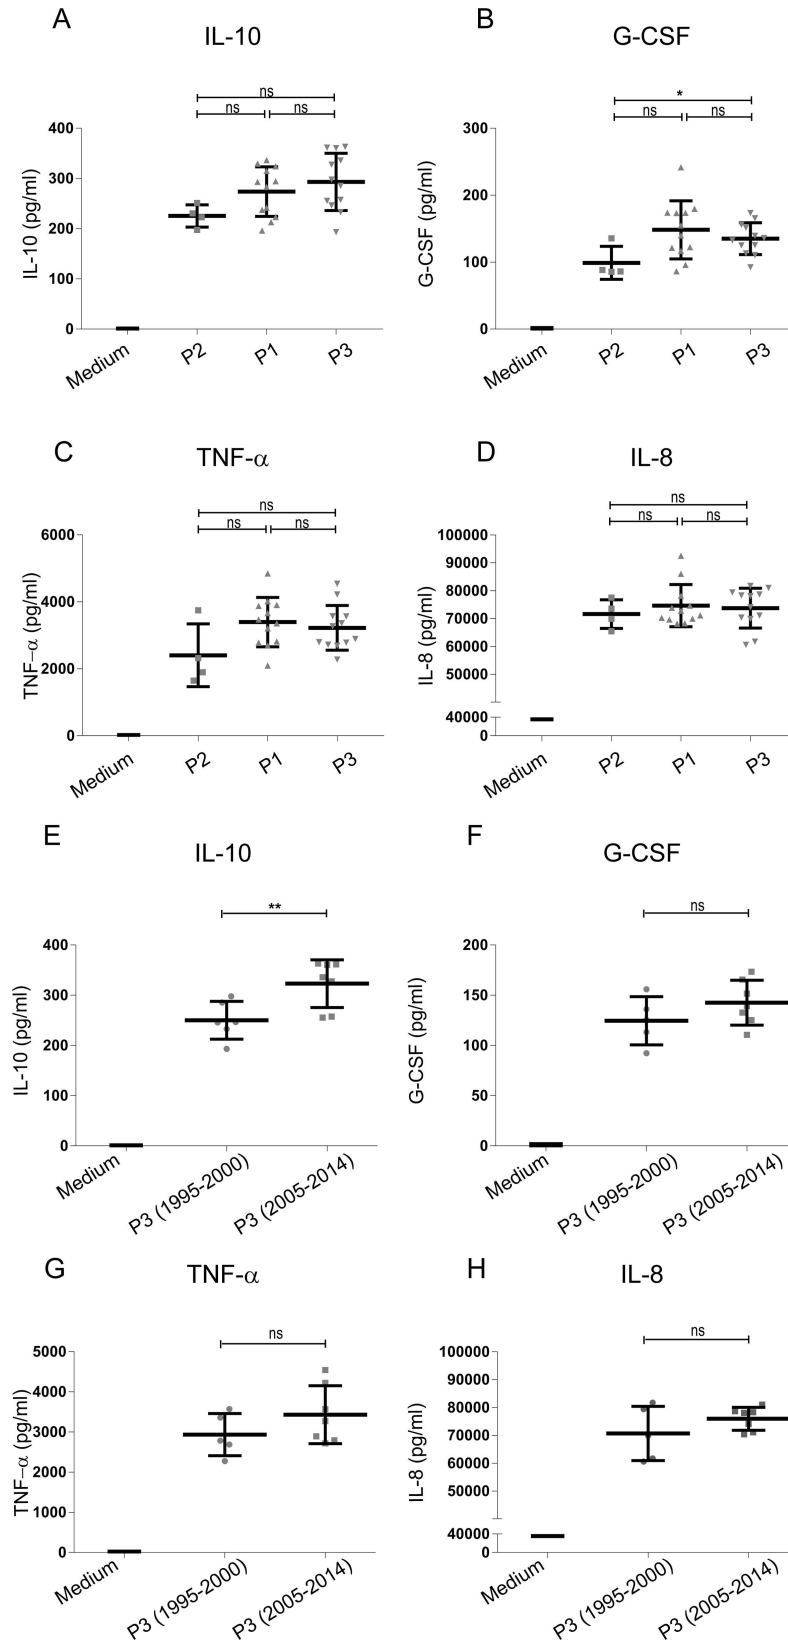 A
IL-10
ns
ns
ns
400
300
200
100
0
IL-10 (pg/ml)
Medium
P2
P1
P3
B
G-CSF
*
ns
ns
300
200
100
0
G-CSF (pg/ml)
Medium
P2
P1
P3
C
TNF-α
ns
ns
ns
6000
4000
2000
0
TNF−α (pg/ml)
Medium
P2
P1
P3
D
IL-8
ns
ns
ns
100000
90000
80000
70000
60000
50000
40000
0
IL-8 (pg/ml)
Medium
P2
P1
P3
E
IL-10
**
400
300
200
100
0
IL-10 (pg/ml)
Medium
P3 (1995-2000)
P3 (2005-2014)
F
G-CSF
ns
200
150
100
50
0
G-CSF (pg/ml)
Medium
P3 (1995-2000)
P3 (2005-2014)
G
TNF-α
ns
5000
4000
3000
2000
1000
0
TNF−α (pg/ml)
Medium
P3 (1995-2000)
P3 (2005-2014)
H
IL-8
ns
100000
90000
80000
70000
60000
50000
40000
0
IL-8 (pg/ml)
Medium
P3 (1995-2000)
P3 (2005-2014)